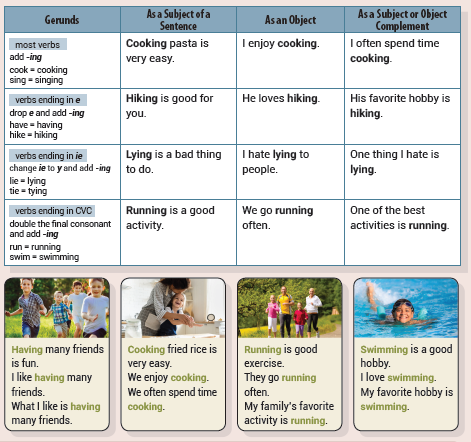 Gerunds
As a Subject of a
Sentence
As an Object
As a Subject or Object
Complement
most verbs
add -ing
cook = cooking
sing = singing
Cooking pasta is
very easy.
I enjoy cooking.
I often spend time
cooking.
verbs ending in e
drop e and add -ing
have = having
hike = hiking
Hiking is good for
you.
He loves hiking.
His favorite hobby is
hiking.
verbs ending in ie
change ie to y and add -ing
lie = lying
tie = tying
Lying is a bad thing
to do.
I hate lying to
people.
One thing I hate is
lying.
verbs ending in CVC
double the final consonant
and add -ing
run = running
swim = swimming
Running is a good
activity.
We go running
often.
One of the best
activities is running.
Having many friends
is fun.
I like having many
friends.
What I like is having
many friends.
Cooking fried rice is
very easy.
We enjoy cooking.
We often spend time
cooking.
Running is good
exercise.
They go running
often.
My family's favorite
activity is running.
Swimming is a good
hobby.
I love swimming.
My favorite hobby is
swimming.